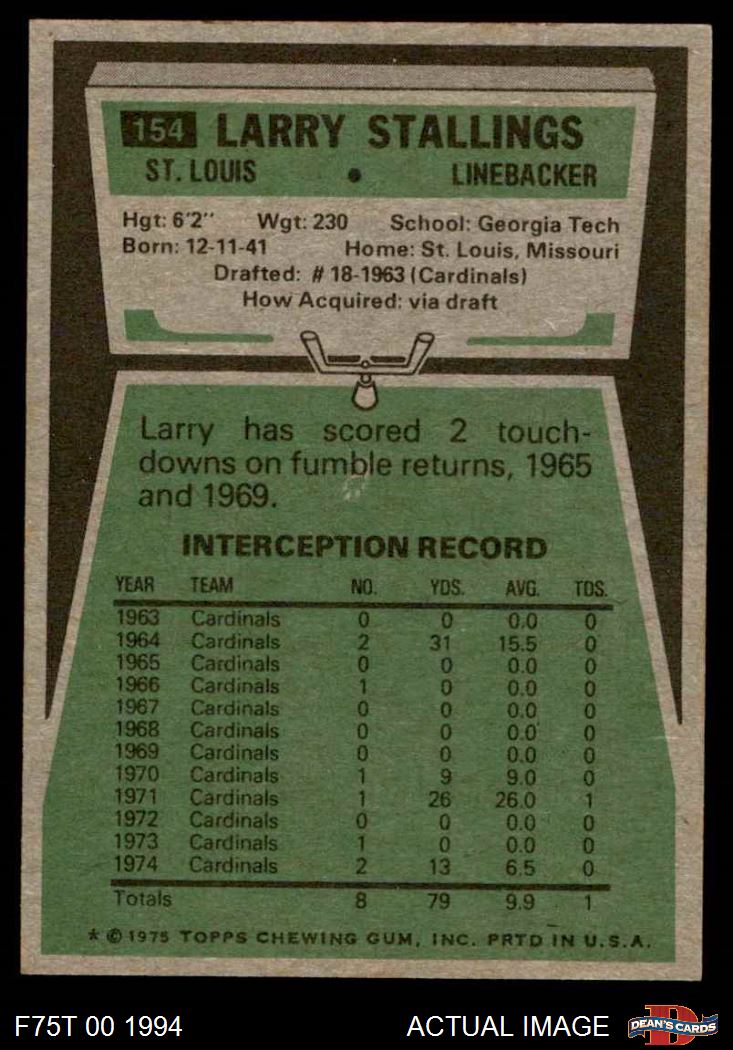 154 LARRY STALLINGS
ST. LOUIS • LINEBACKER
Hgt: 6'2" Wgt: 230 School: Georgia Tech
Born: 12-11-41 Home: St. Louis, Missouri
Drafted: # 18-1963 (Cardinals)
How Acquired: via draft
Larry has scored 2 touch-
downs on fumble returns, 1965
and 1969.
INTERCEPTION RECORD
YEAR TEAM NO. YDS. AVG. TDS.
1963 Cardinals 0 0 0.0 0
1964 Cardinals 2 31 15.5 0
1965 Cardinals 0 0 0.0 0
1966 Cardinals 1 0 0.0 0
1967 Cardinals 0 0 0.0 0
1968 Cardinals 0 0 0.0 0
1969 Cardinals 0 0 0.0 0
1970 Cardinals 1 9 9.0 0
1971 Cardinals 1 26 26.0 1
1972 Cardinals 0 0 0.0 0
1973 Cardinals 1 0 0.0 0
1974 Cardinals 2 13 6.5 0
Totals 8 79 9.9 1
* © 1975 TOPPS CHEWING GUM, INC. PRTD IN U.S.A.
F75T 00 1994 ACTUAL IMAGE D DEAN'S CARDS